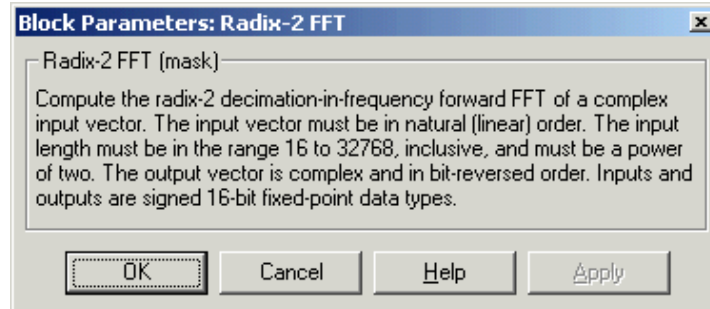 Block Parameters: Radix-2 FFT
Radix-2 FFT (mask)
Compute the radix-2 decimation-in-frequency forward FFT of a complex
input vector. The input vector must be in natural (linear) order. The input
length must be in the range 16 to 32768, inclusive, and must be a power
of two. The output vector is complex and in bit-reversed order. Inputs and
outputs are signed 16-bit fixed-point data types.
OK Cancel Help Apply